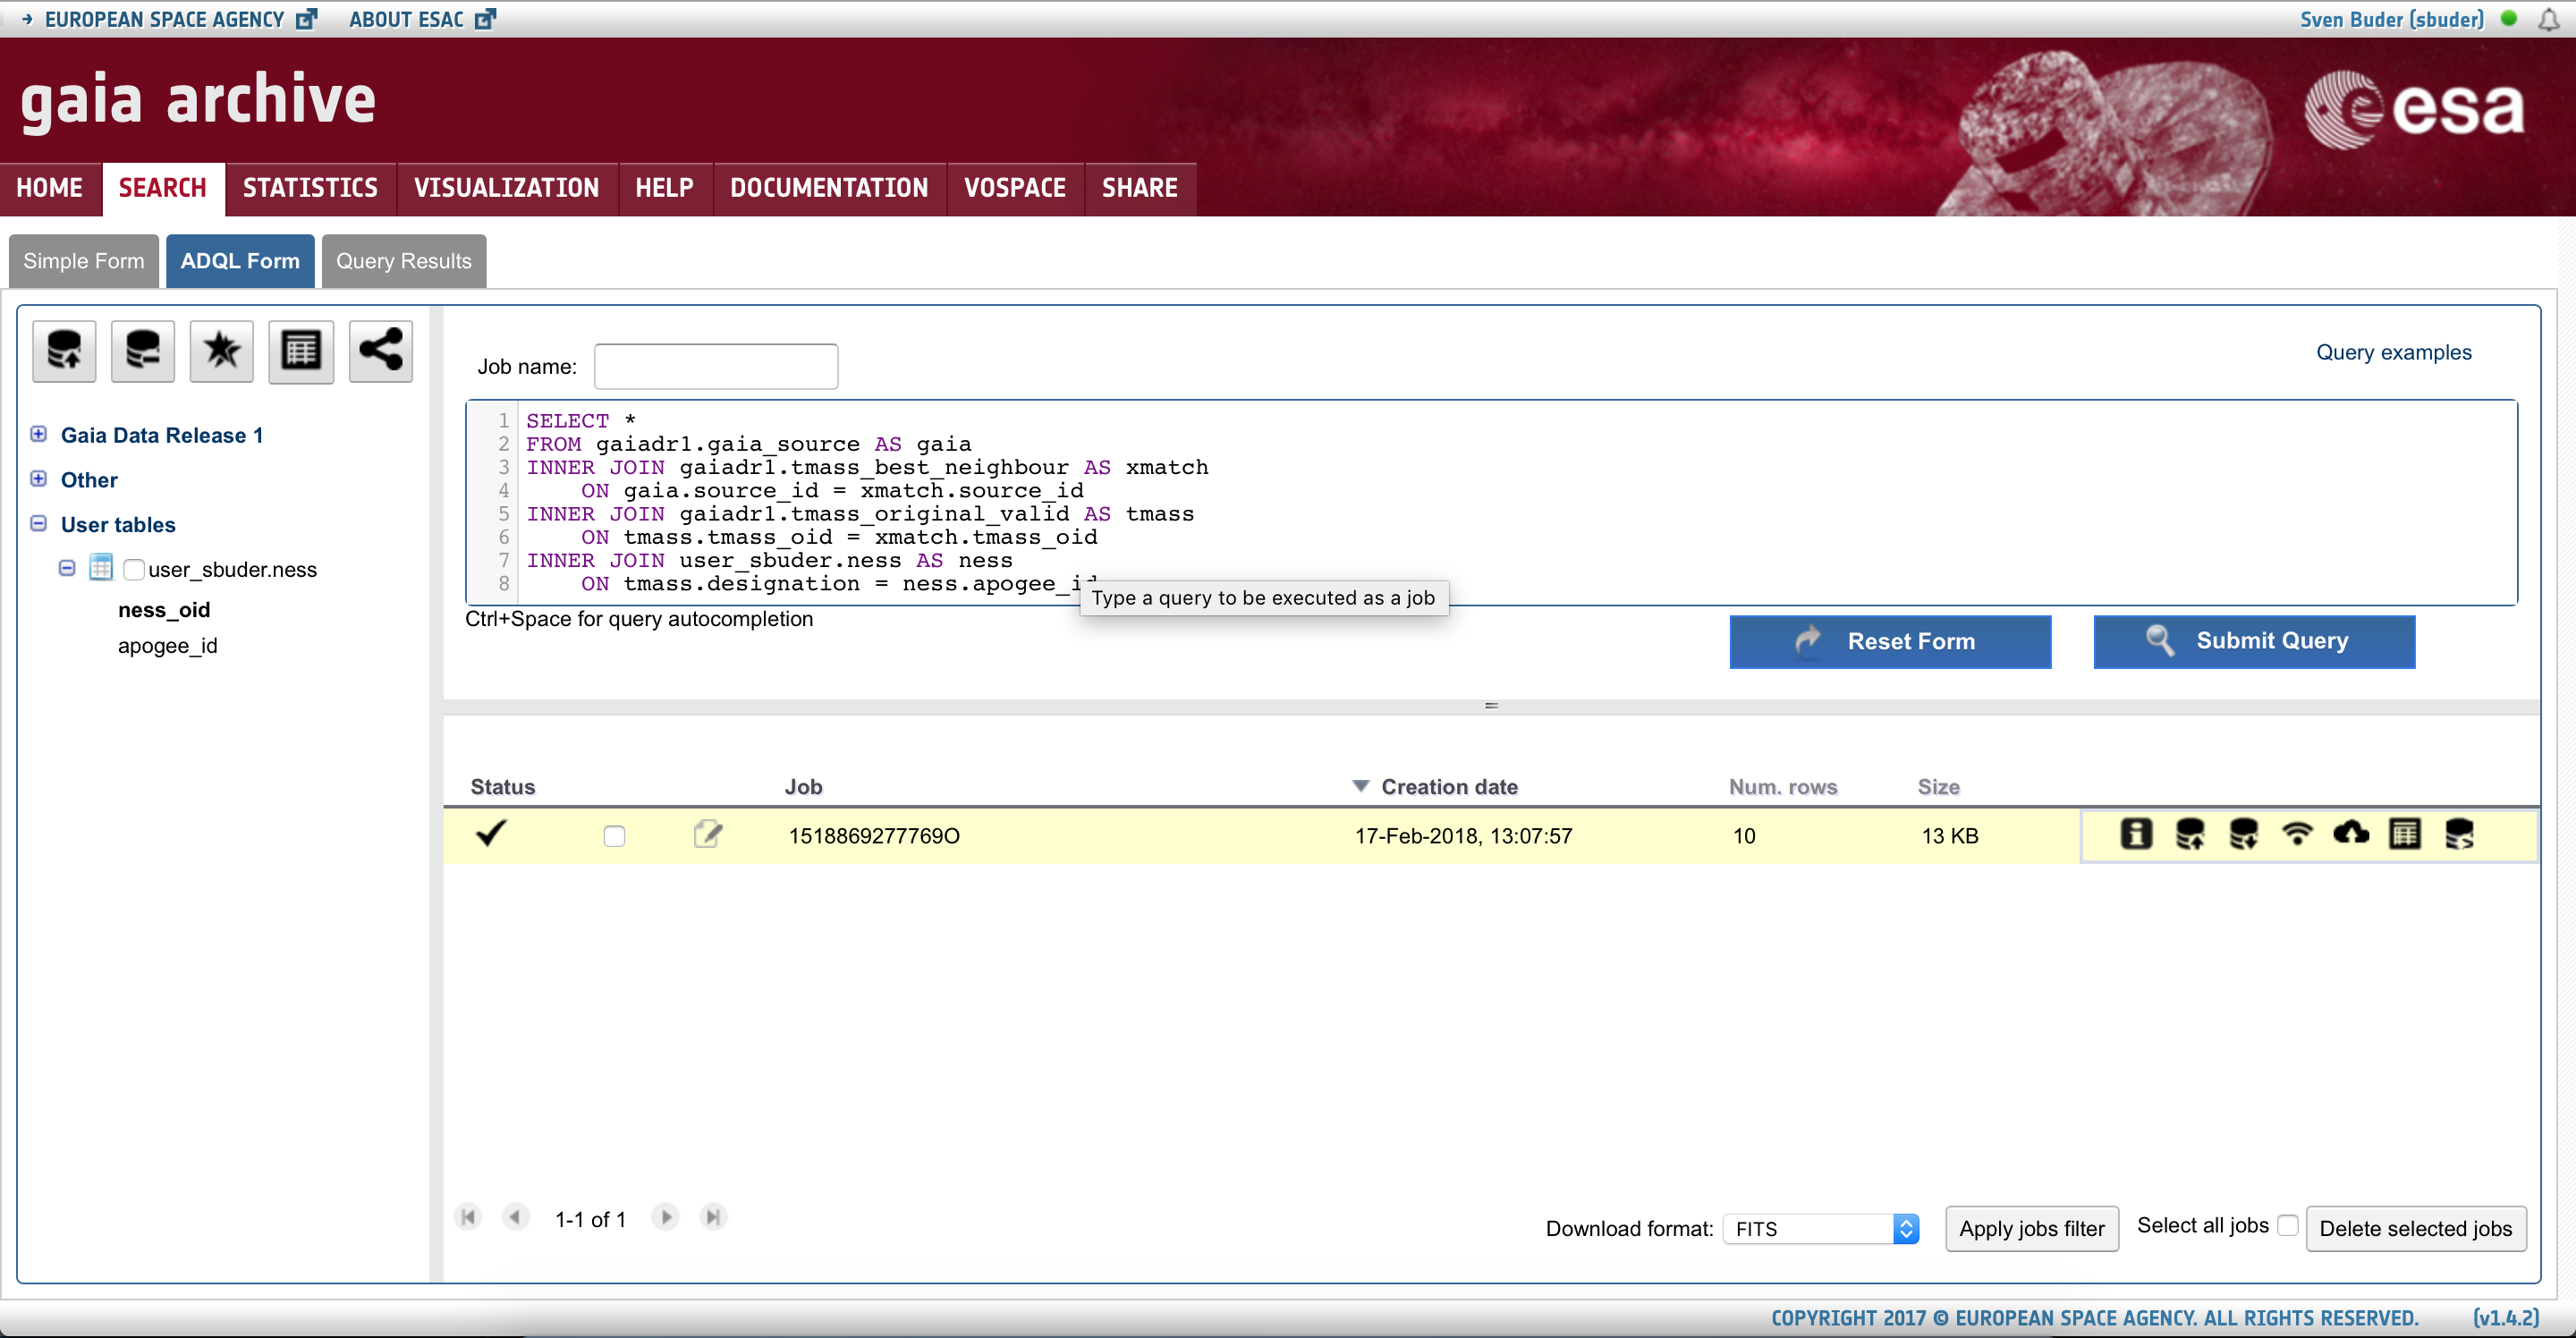 → EUROPEAN SPACE AGENCY ABOUT ESAC Sven Buder (sbuder)
gaia archive esa
HOME SEARCH STATISTICS VISUALIZATION HELP DOCUMENTATION VOSPACE SHARE
Simple Form ADQL Form Query Results
Job name: Query examples
Gaia Data Release 1
Other
User tables
user_sbuder.ness
ness_oid
apogee_id
1 SELECT *
2 FROM gaiadr1.gaia_source AS gaia
3 INNER JOIN gaiadr1.tmass_best_neighbour AS xmatch
4 ON gaia.source_id = xmatch.source_id
5 INNER JOIN gaiadr1.tmass_original_valid AS tmass
6 ON tmass.tmass_oid = xmatch.tmass_oid
7 INNER JOIN user_sbuder.ness AS ness
8 ON tmass.designation = ness.apogee_id
Type a query to be executed as a job
Ctrl+Space for query autocompletion
Reset Form Submit Query
Status Job Creation date Num. rows Size
1518869277769O 17-Feb-2018, 13:07:57 10 13 KB
1-1 of 1 Download format: FITS Apply jobs filter Select all jobs Delete selected jobs
COPYRIGHT 2017 © EUROPEAN SPACE AGENCY. ALL RIGHTS RESERVED. (v1.4.2)